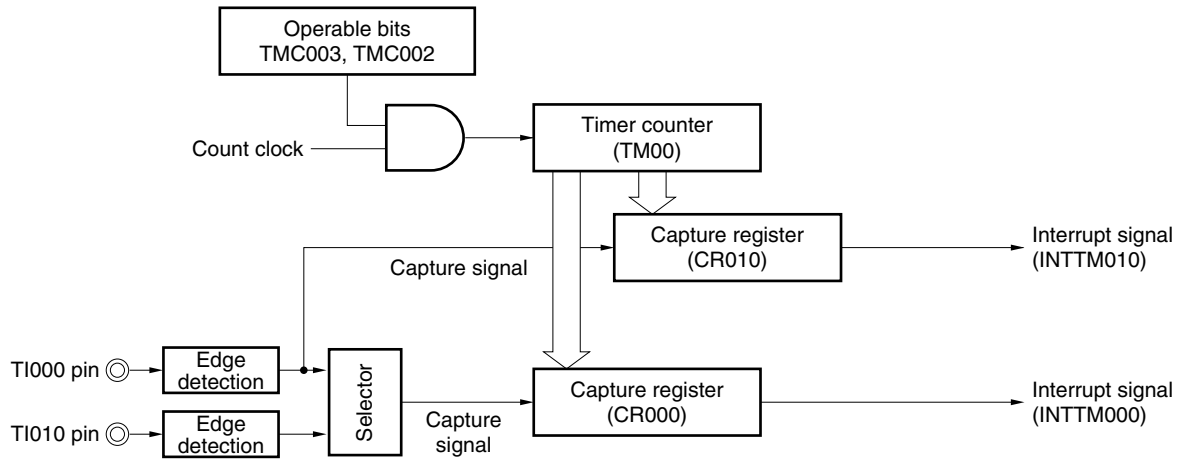 Operable bits
TMC003, TMC002
Count clock
Timer counter
(TM00)
Capture register
(CR010)
Interrupt signal
(INTTM010)
Capture signal
TI000 pin
Edge
detection
Selector
Capture register
(CR000)
Interrupt signal
(INTTM000)
Capture
signal
TI010 pin
Edge
detection